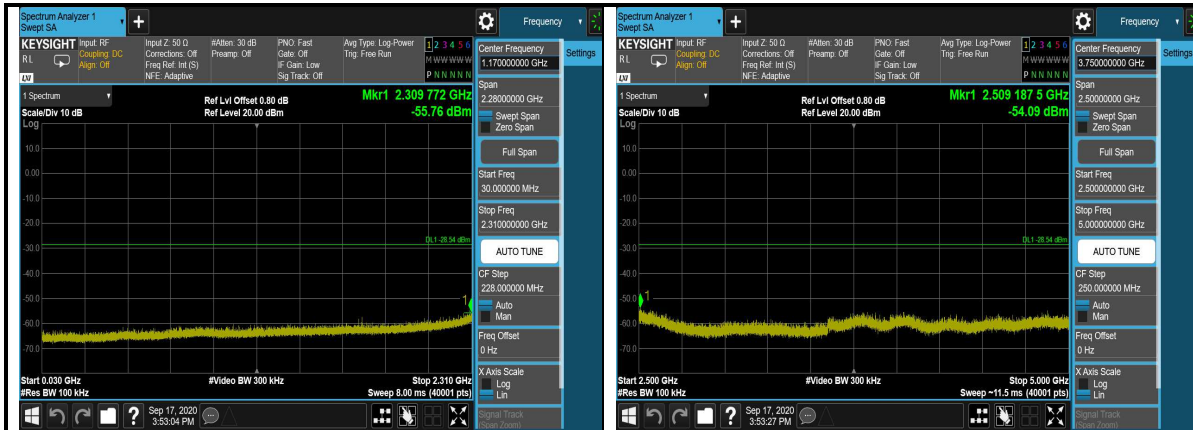 Spectrum Analyzer 1
Swept SA
Frequency
KEYSIGHT
RL
LXI
Input: RF
Coupling: DC
Align: Off
Input Z: 50 Ω
Corrections: Off
Freq Ref: Int (S)
NFE: Adaptive
#Atten: 30 dB
Preamp: Off
PNO: Fast
Gate: Off
IF Gain: Low
Sig Track: Off
Avg Type: Log-Power
Trig: Free Run
1 2 3 4 5 6
M W W W W W
P N N N N N
Center Frequency
1.170000000 GHz
Settings
1 Spectrum
Scale/Div 10 dB
Log
Ref Lvl Offset 0.80 dB
Ref Level 20.00 dBm
Mkr1 2.309 772 GHz
-55.76 dBm
10.0
0.00
-10.0
-20.0
-30.0
-40.0
-50.0
-60.0
-70.0
DL1 -28.54 dBm
1
Start 0.030 GHz
#Res BW 100 kHz
#Video BW 300 kHz
Stop 2.310 GHz
Sweep 8.00 ms (40001 pts)
Span
2.28000000 GHz
Swept Span
Zero Span
Full Span
Start Freq
30.000000 MHz
Stop Freq
2.310000000 GHz
AUTO TUNE
CF Step
228.000000 MHz
Auto
Man
Freq Offset
0 Hz
X Axis Scale
Log
Lin
Signal Track
(Span Zoom)
?
Sep 17, 2020
3:53:04 PM
Spectrum Analyzer 1
Swept SA
Frequency
KEYSIGHT
RL
LXI
Input: RF
Coupling: DC
Align: Off
Input Z: 50 Ω
Corrections: Off
Freq Ref: Int (S)
NFE: Adaptive
#Atten: 30 dB
Preamp: Off
PNO: Fast
Gate: Off
IF Gain: Low
Sig Track: Off
Avg Type: Log-Power
Trig: Free Run
1 2 3 4 5 6
M W W W W W
P N N N N N
Center Frequency
3.750000000 GHz
Settings
1 Spectrum
Scale/Div 10 dB
Log
Ref Lvl Offset 0.80 dB
Ref Level 20.00 dBm
Mkr1 2.509 187 5 GHz
-54.09 dBm
10.0
0.00
-10.0
-20.0
-30.0
-40.0
-50.0
-60.0
-70.0
DL1 -28.54 dBm
1
Start 2.500 GHz
#Res BW 100 kHz
#Video BW 300 kHz
Stop 5.000 GHz
Sweep ~11.5 ms (40001 pts)
Span
2.50000000 GHz
Swept Span
Zero Span
Full Span
Start Freq
2.500000000 GHz
Stop Freq
5.000000000 GHz
AUTO TUNE
CF Step
250.000000 MHz
Auto
Man
Freq Offset
0 Hz
X Axis Scale
Log
Lin
Signal Track
(Span Zoom)
?
Sep 17, 2020
3:53:27 PM